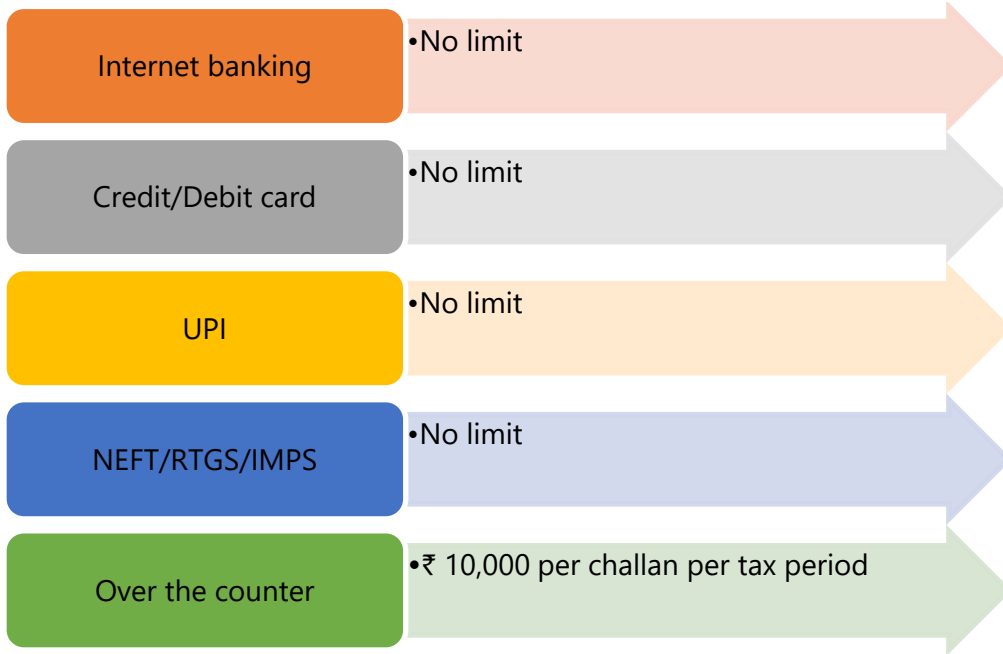 Internet banking
•No limit
Credit/Debit card
•No limit
UPI
•No limit
NEFT/RTGS/IMPS
•No limit
Over the counter
•₹ 10,000 per challan per tax period